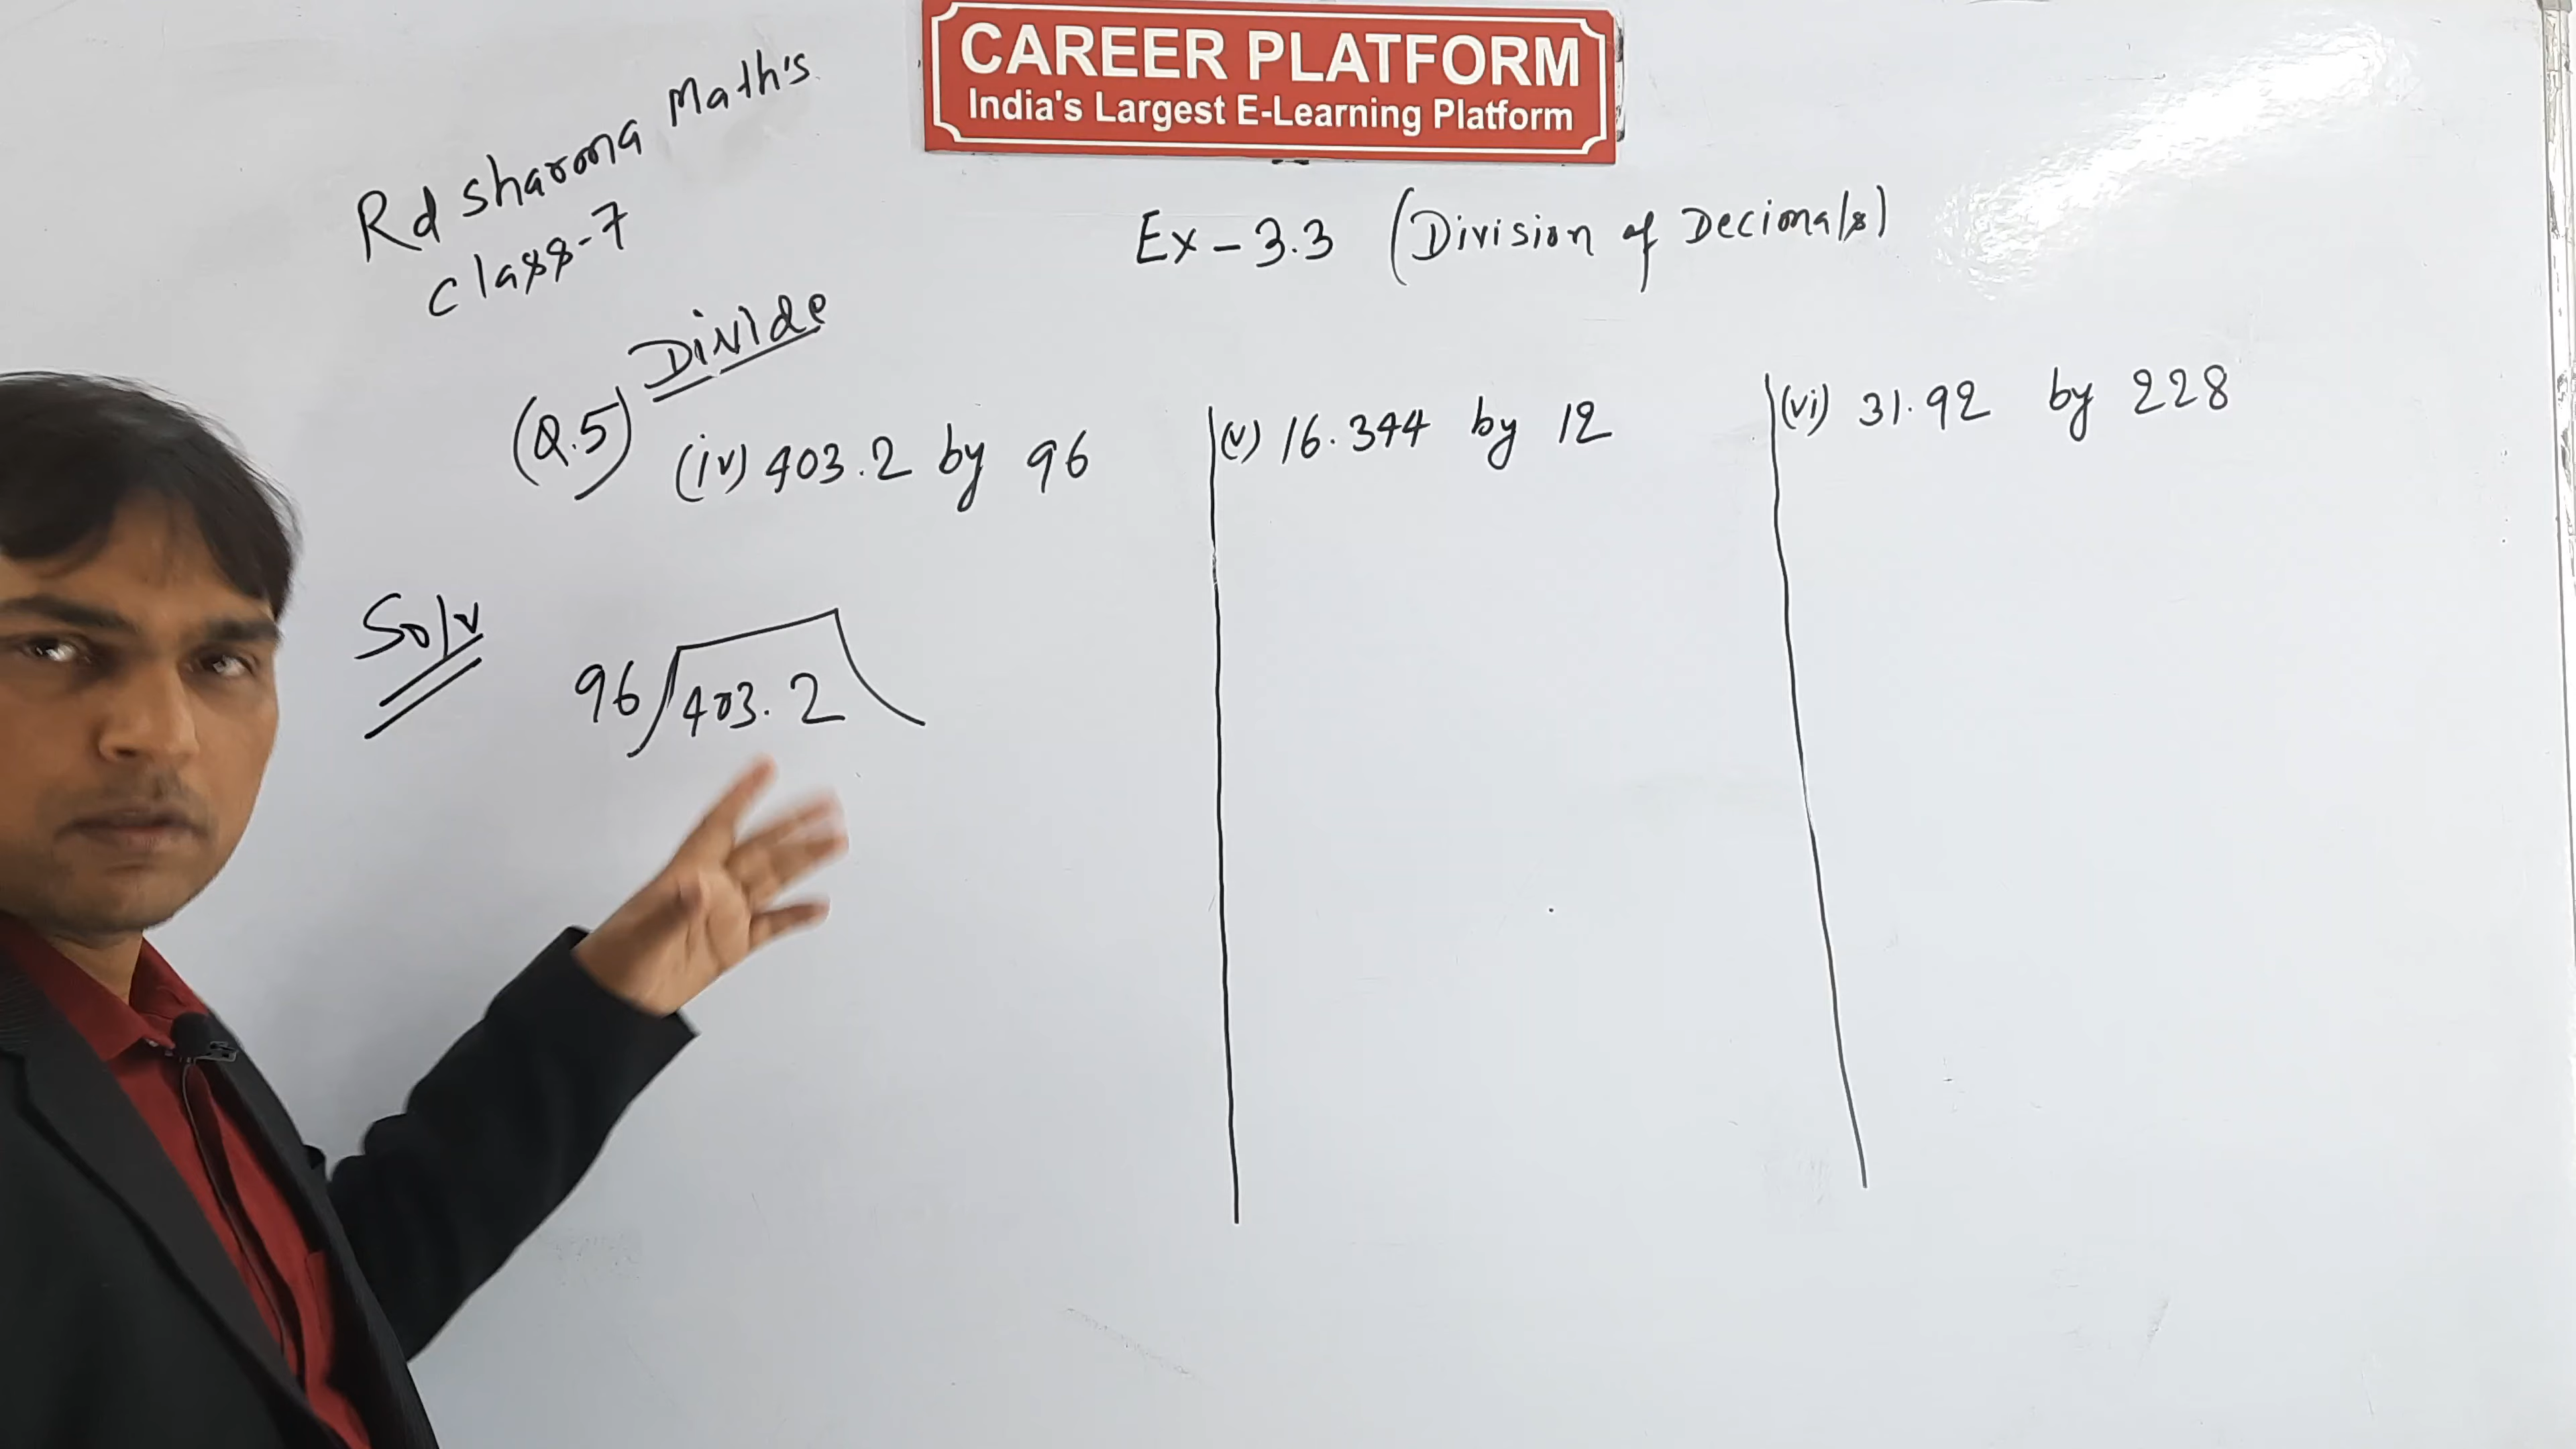 CAREER PLATFORM
India's Largest E-Learning Platform
Rd Sharma Math's
Class-7
Ex-3.3 (Division of Decimals)
(Q.5) Divide
(iv) 403.2 by 96
(v) 16.344 by 12
(vi) 31.92 by 228
Solv
96 403.2